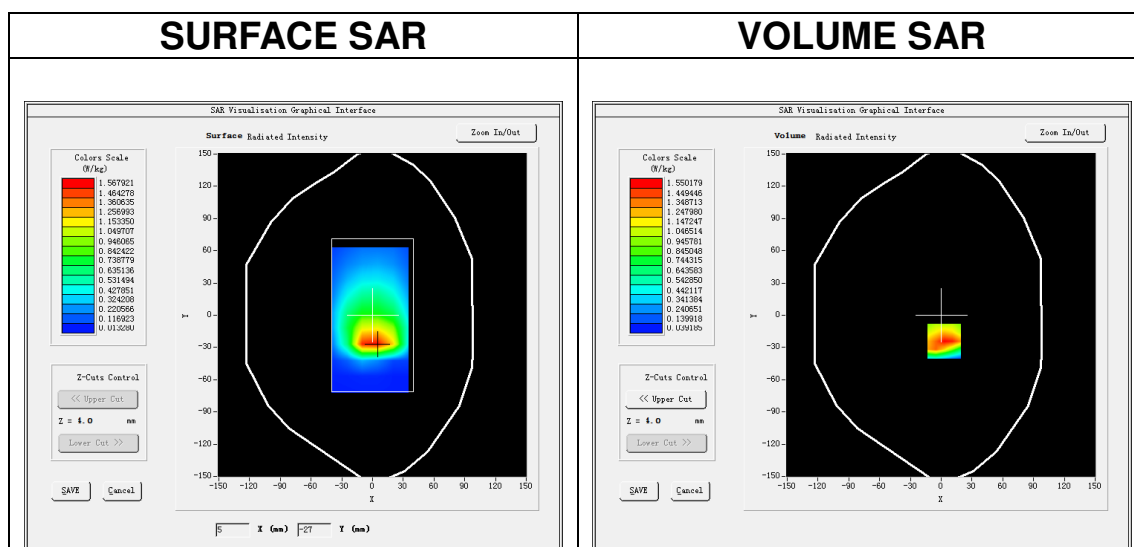 SURFACE SAR
VOLUME SAR
SAR Visualisation Graphical Interface
Surface Radiated Intensity
Zoom In/Out
Colors Scale
(W/kg)
1.567921
1.464278
1.360635
1.256993
1.153350
1.049707
0.946065
0.842422
0.738779
0.635136
0.531494
0.427851
0.324208
0.220566
0.116923
0.013280
150
120
90
60
30
0
-30
-60
-90
-120
-150
Y
-150 -120 -90 -60 -30 0 30 60 90 120 150
X
Z-Cuts Control
<< Upper Cut
Z = 4.0 mm
Lower Cut >>
SAVE Cancel
5 X (mm) -27 Y (mm)
SAR Visualisation Graphical Interface
Volume Radiated Intensity
Zoom In/Out
Colors Scale
(W/kg)
1.550179
1.449446
1.348713
1.247980
1.147247
1.046514
0.945781
0.845048
0.744315
0.643583
0.542850
0.442117
0.341384
0.240651
0.139918
0.039185
150
120
90
60
30
0
-30
-60
-90
-120
-150
Y
-150 -120 -90 -60 -30 0 30 60 90 120 150
X
Z-Cuts Control
<< Upper Cut
Z = 4.0 mm
Lower Cut >>
SAVE Cancel